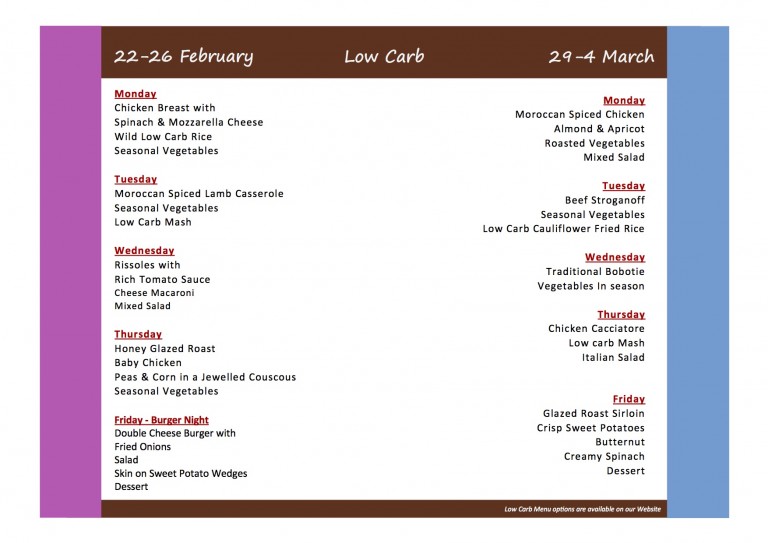 22-26 February Low Carb 29-4 March
Monday
Chicken Breast with
Spinach & Mozzarella Cheese
Wild Low Carb Rice
Seasonal Vegetables
Tuesday
Moroccan Spiced Lamb Casserole
Seasonal Vegetables
Low Carb Mash
Wednesday
Rissoles with
Rich Tomato Sauce
Cheese Macaroni
Mixed Salad
Thursday
Honey Glazed Roast
Baby Chicken
Peas & Corn in a Jewelled Couscous
Seasonal Vegetables
Friday - Burger Night
Double Cheese Burger with
Fried Onions
Salad
Skin on Sweet Potato Wedges
Dessert
Monday
Moroccan Spiced Chicken
Almond & Apricot
Roasted Vegetables
Mixed Salad
Tuesday
Beef Stroganoff
Seasonal Vegetables
Low Carb Cauliflower Fried Rice
Wednesday
Traditional Bobotie
Vegetables In season
Thursday
Chicken Cacciatore
Low carb Mash
Italian Salad
Friday
Glazed Roast Sirloin
Crisp Sweet Potatoes
Butternut
Creamy Spinach
Dessert
Low Carb Menu options are available on our Website